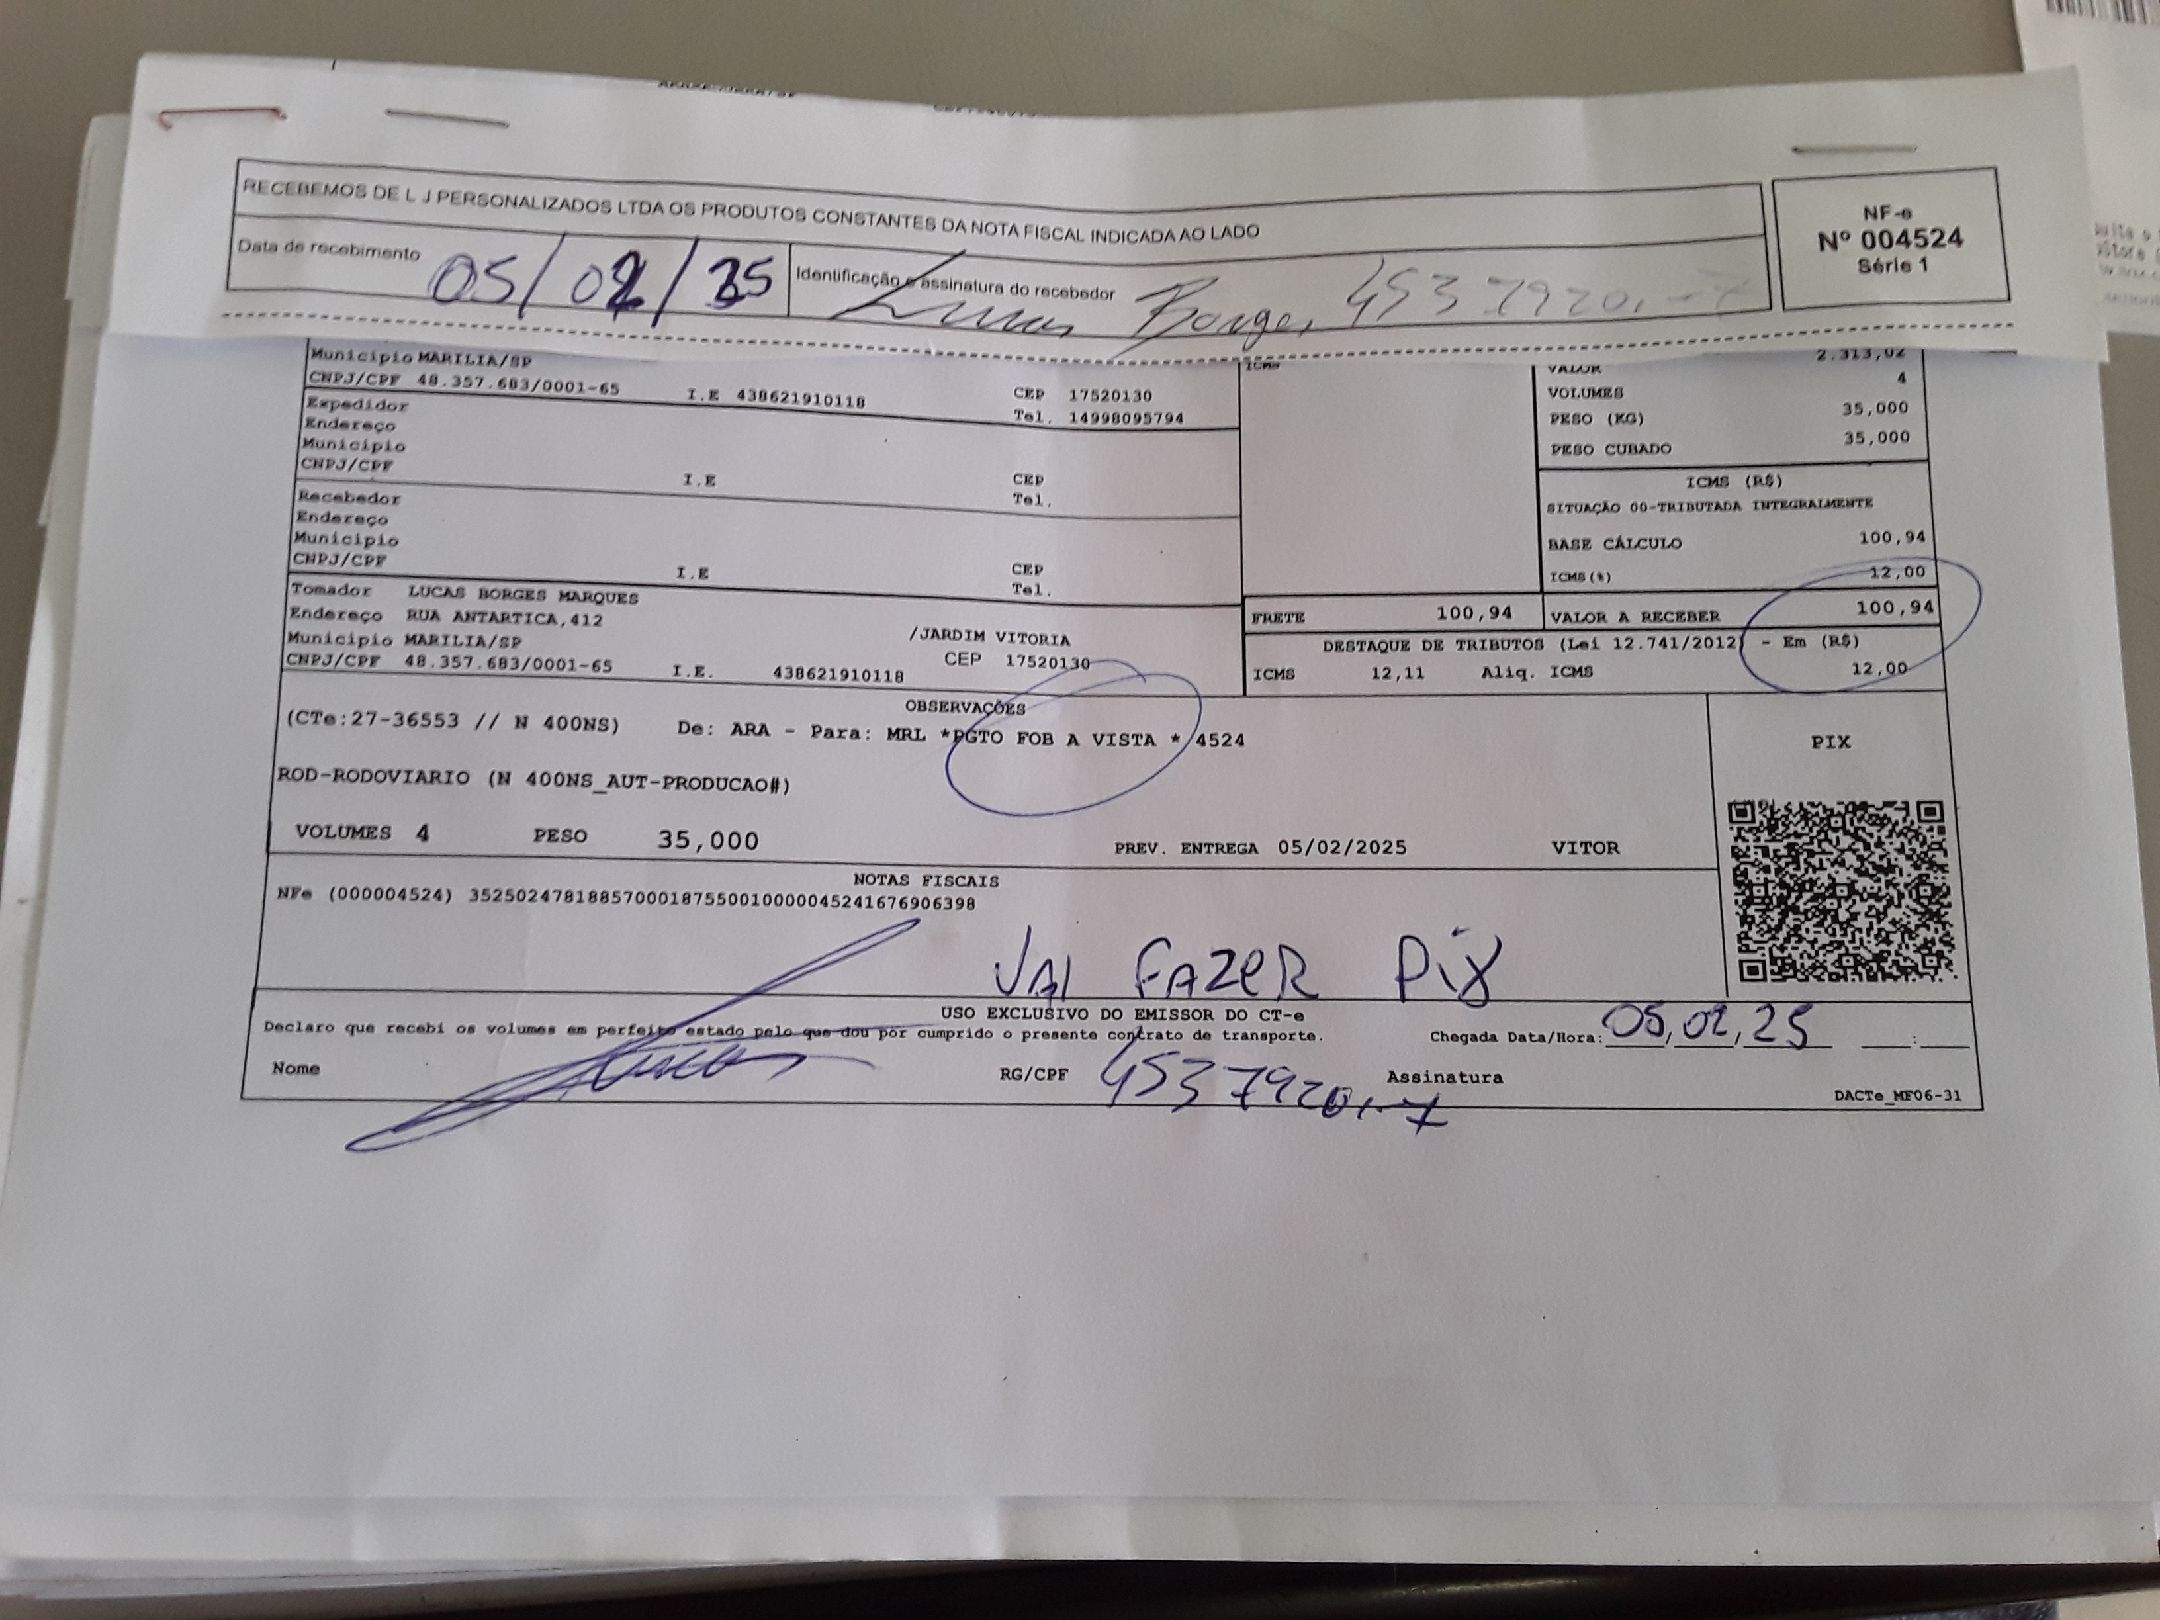 RECEBEMOS DE L J PERSONALIZADOS LTDA OS PRODUTOS CONSTANTES DA NOTA FISCAL INDICADA AO LADO
NF-e
Nº 004524
Série 1
Data de recebimento 05/02/25
Identificação e assinatura do recebedor Lucas Borges 4537920
Município MARILIA/SP
CNPJ/CPF 48.357.683/0001-65 I.E 438621910118 CEP 17520130
Tel. 14998095794
Expedidor
Endereço
Município
CNPJ/CPF I.E CEP
Tel.
Recebedor
Endereço
Município
CNPJ/CPF I.E CEP
Tel.
Tomador LUCAS BORGES MARQUES
Endereço RUA ANTARTICA,412 /JARDIM VITORIA
Município MARILIA/SP CEP 17520130
CNPJ/CPF 48.357.683/0001-65 I.E. 438621910118
ICMS
VALOR 2.313,02
VOLUMES 4
PESO (KG) 35,000
PESO CUBADO 35,000
ICMS (R$)
SITUAÇÃO 00-TRIBUTADA INTEGRALMENTE
BASE CÁLCULO 100,94
ICMS(%) 12,00
FRETE 100,94 VALOR A RECEBER 100,94
DESTAQUE DE TRIBUTOS (Lei 12.741/2012) - Em (R$)
ICMS 12,11 Aliq. ICMS 12,00
OBSERVAÇÕES
(CTe:27-36553 // N 400NS) De: ARA - Para: MRL *PGTO FOB A VISTA * 4524
ROD-RODOVIARIO (N 400NS_AUT-PRODUCAO#)
VOLUMES 4 PESO 35,000 PREV. ENTREGA 05/02/2025 VITOR
PIX
NOTAS FISCAIS
NFe (000004524) 35250247818857000187550010000045241676906398
VAI FAZER PIX
USO EXCLUSIVO DO EMISSOR DO CT-e
Declaro que recebi os volumes em perfeito estado pelo que dou por cumprido o presente contrato de transporte. Chegada Data/Hora: 05,02,25 __:__
Nome Lucas RG/CPF 4537920,-7 Assinatura
DACTe_MF06-31